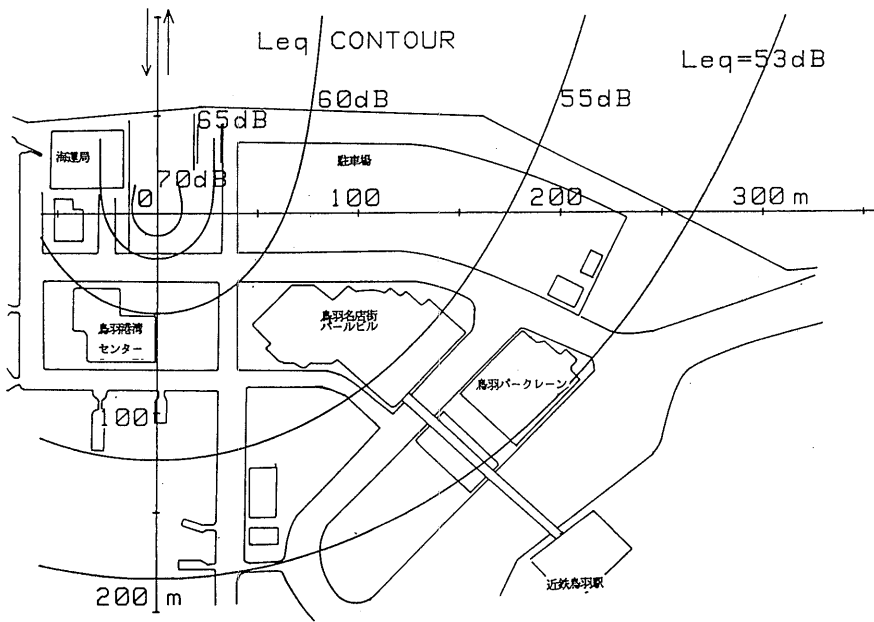 Leq CONTOUR
Leq=53dB
60dB
55dB
65dB
海運局
駐車場
70dB
0
100
200
300m
鳥羽港湾
センター
鳥羽名店街
パールビル
鳥羽パークレーン
100
近鉄鳥羽駅
200 m